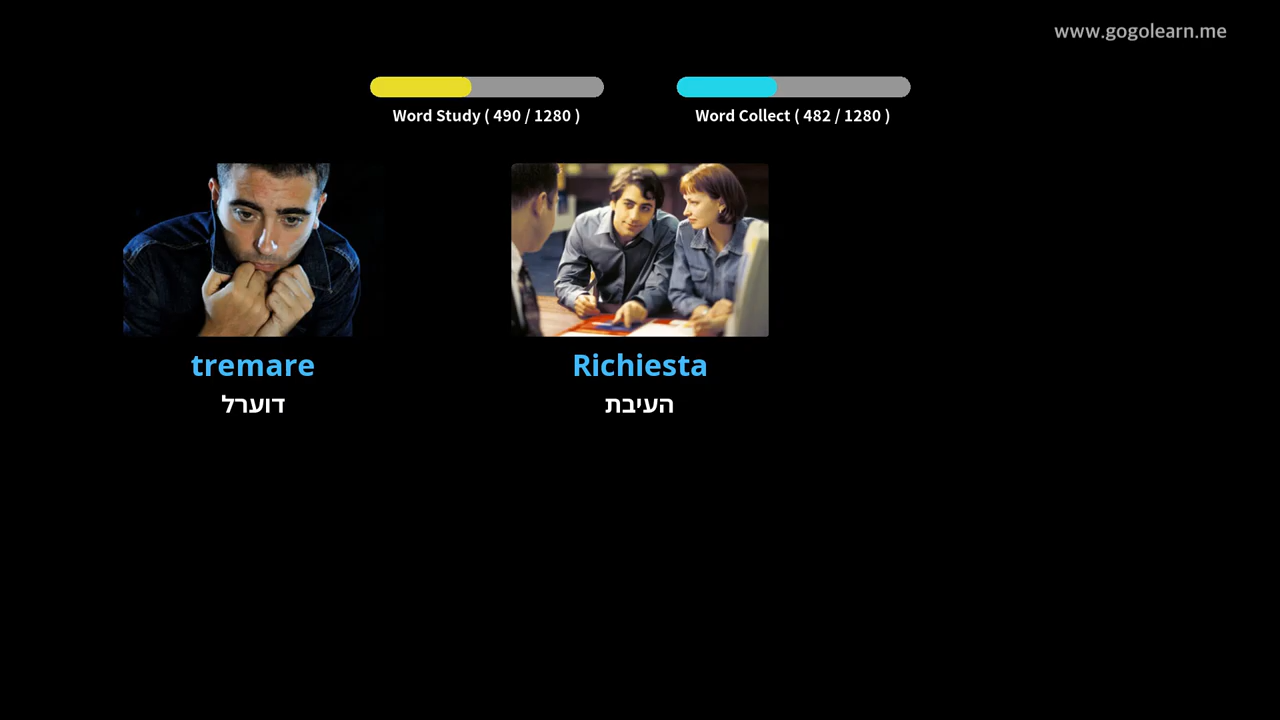 www.gogolearn.me
Word Study ( 490 / 1280 )
Word Collect ( 482 / 1280 )
tremare
דוערל
Richiesta
העיבת